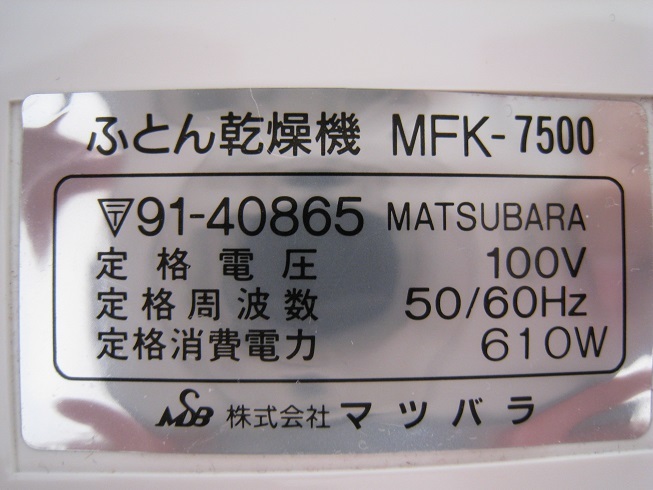 ふとん乾燥機 MFK-7500
〒91-40865 MATSUBARA
定格電圧 100V
定格周波数 50/60Hz
定格消費電力 610W
MSB 株式会社 マツバラ